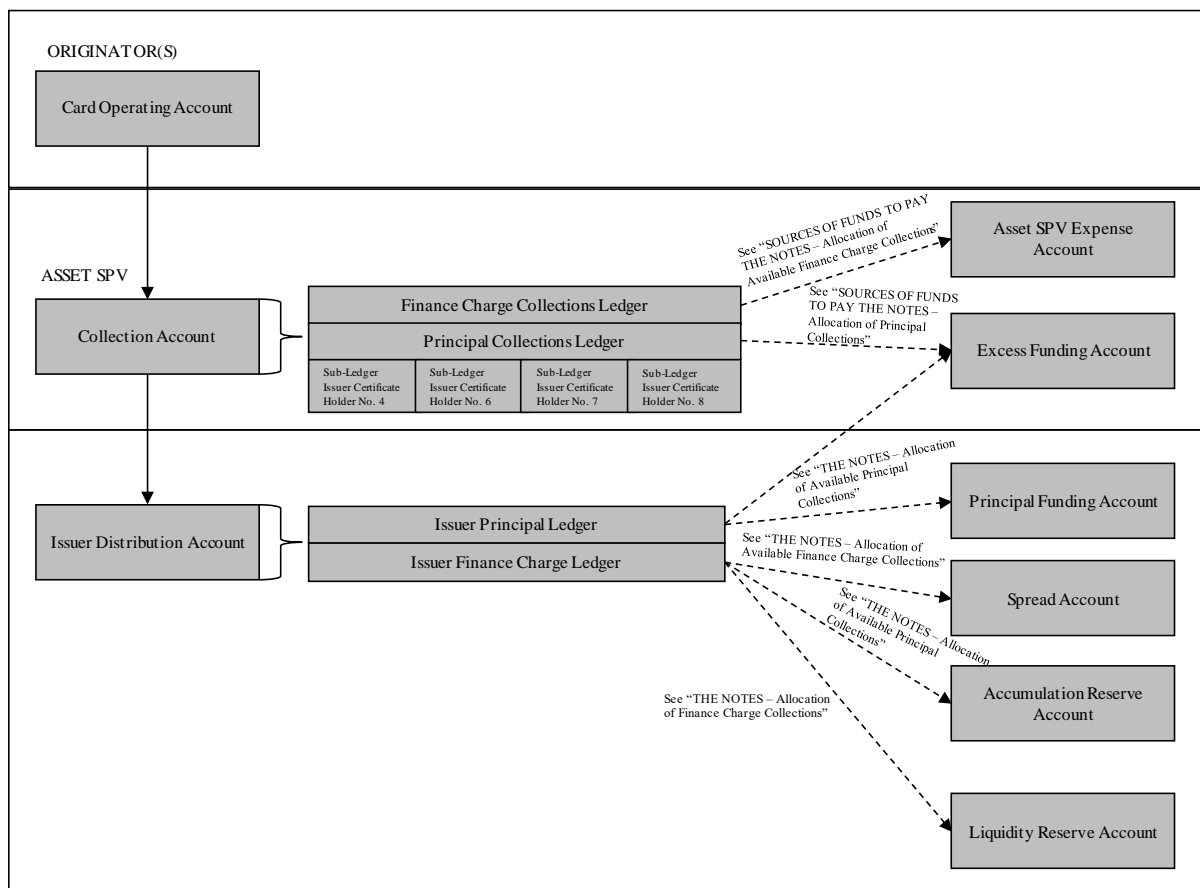 ORIGINATOR(S)
Card Operating Account
See “SOURCES OF FUNDS TO PAY
THE NOTES – Allocation of
Available Finance Charge Collections”
Asset SPV Expense
Account
ASSET SPV
Collection Account
Finance Charge Collections Ledger
Principal Collections Ledger
Sub-Ledger
Issuer Certificate
Holder No. 4
Sub-Ledger
Issuer Certificate
Holder No. 6
Sub-Ledger
Issuer Certificate
Holder No. 7
Sub-Ledger
Issuer Certificate
Holder No. 8
See “SOURCES OF FUNDS
TO PAY THE NOTES –
Allocation of Principal
Collections”
Excess Funding Account
See “THE NOTES – Allocation
of Available Principal
Collections”
Principal Funding Account
Issuer Distribution Account
Issuer Principal Ledger
Issuer Finance Charge Ledger
See “THE NOTES – Allocation of
Available Finance Charge Collections”
Spread Account
See “THE NOTES – Allocation
of Available Principal
Collections”
Accumulation Reserve
Account
See “THE NOTES – Allocation
of Finance Charge Collections”
Liquidity Reserve Account